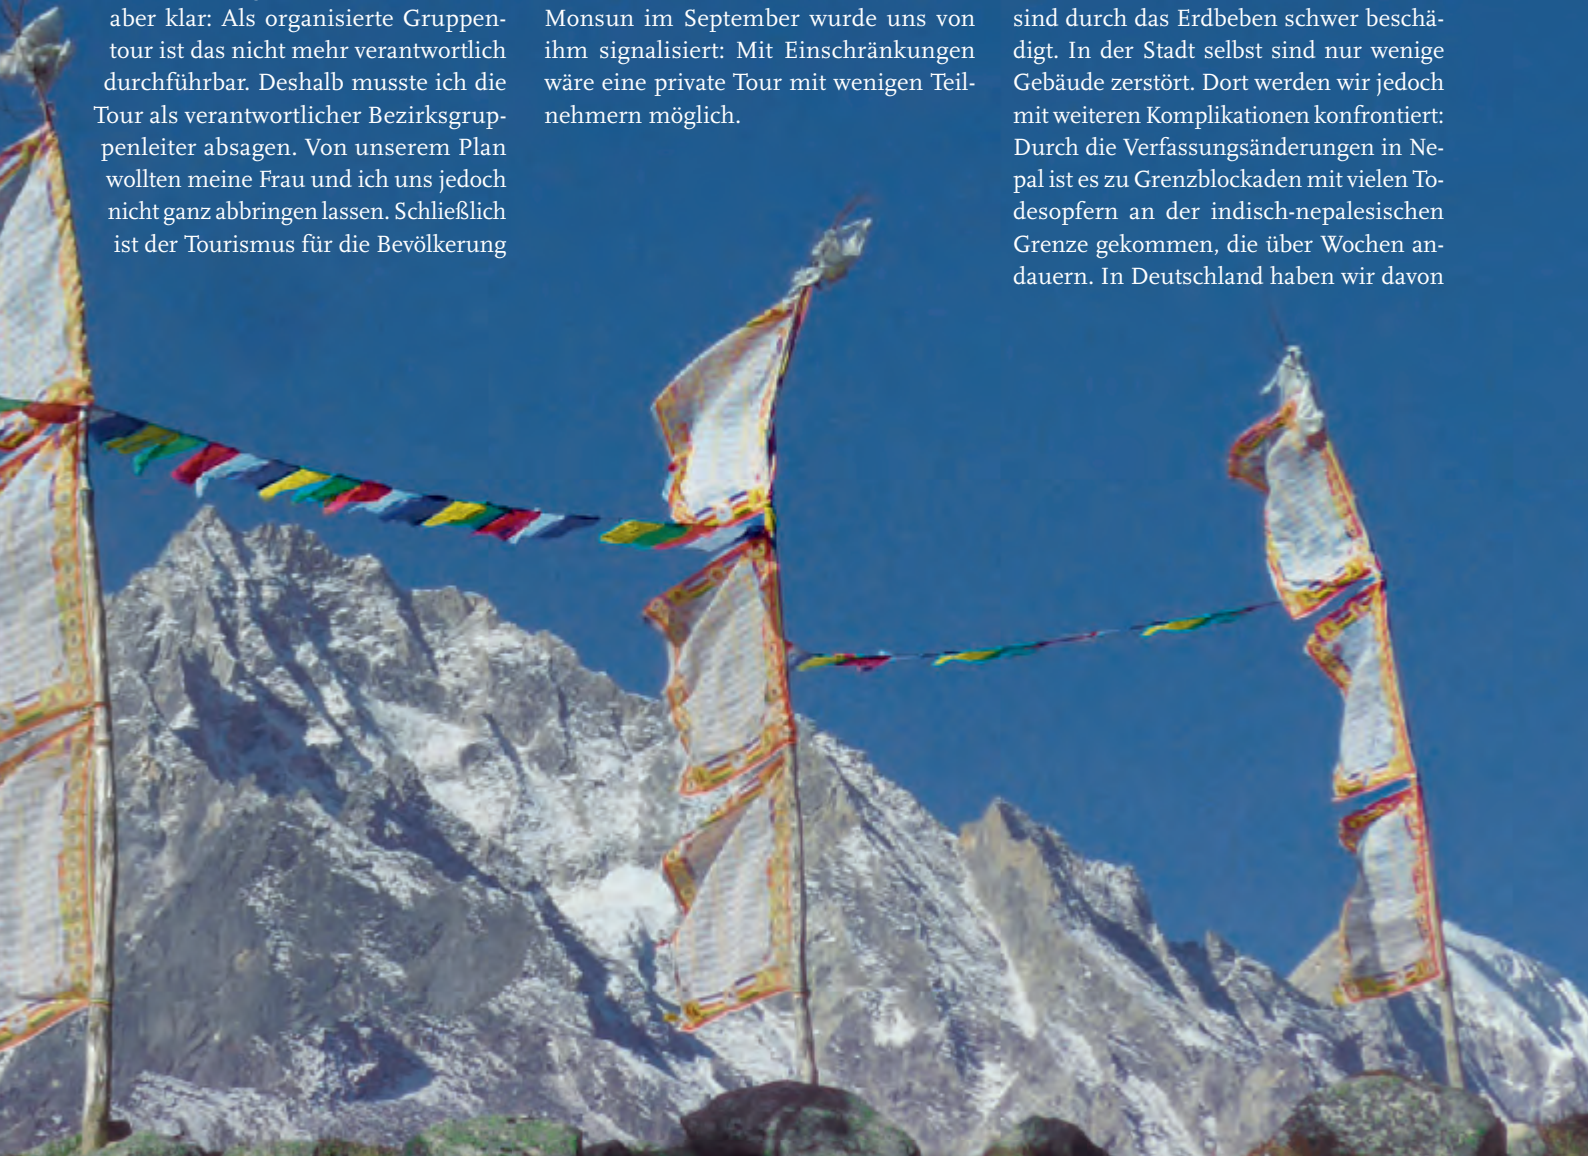 aber klar: Als organisierte Gruppen-
tour ist das nicht mehr verantwortlich
durchführbar. Deshalb musste ich die
Tour als verantwortlicher Bezirksgrup-
penleiter absagen. Von unserem Plan
wollten meine Frau und ich uns jedoch
nicht ganz abbringen lassen. Schließlich
ist der Tourismus für die Bevölkerung
Monsun im September wurde uns von
ihm signalisiert: Mit Einschränkungen
wäre eine private Tour mit wenigen Teil-
nehmern möglich.
sind durch das Erdbeben schwer beschä-
digt. In der Stadt selbst sind nur wenige
Gebäude zerstört. Dort werden wir jedoch
mit weiteren Komplikationen konfrontiert:
Durch die Verfassungsänderungen in Ne-
pal ist es zu Grenzblockaden mit vielen To-
desopfern an der indisch-nepalesischen
Grenze gekommen, die über Wochen an-
dauern. In Deutschland haben wir davon